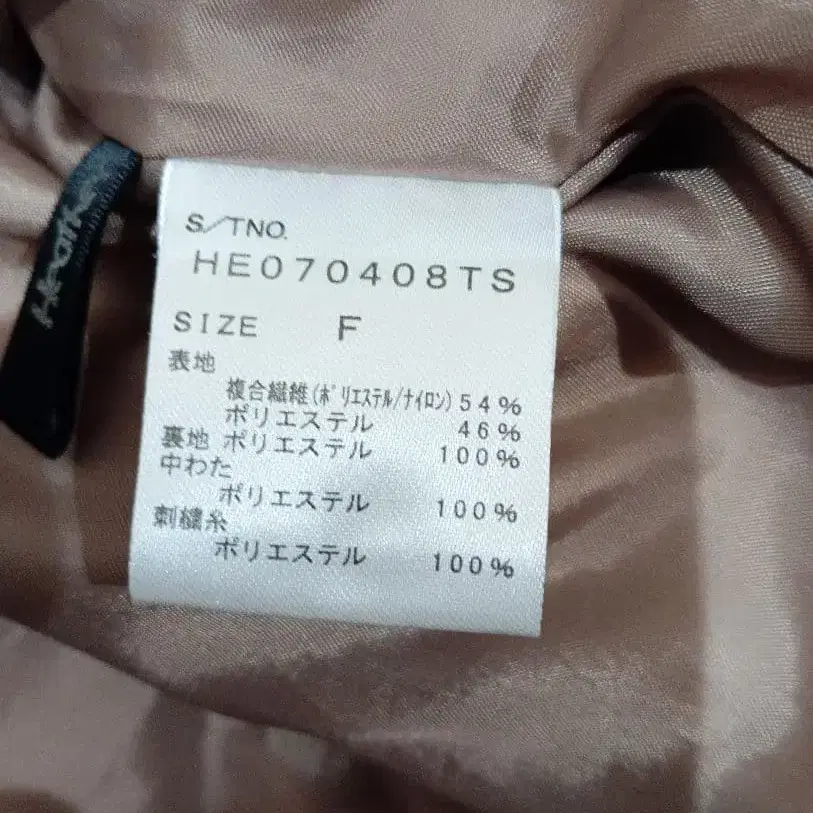 Heather
S/TNO.
HE070408TS
SIZE F
表地
複合繊維(ﾎﾟﾘｴｽﾃﾙ/ﾅｲﾛﾝ) 54%
ポリエステル 46%
裏地 ポリエステル 100%
中わた
ポリエステル 100%
刺繍糸
ポリエステル 100%